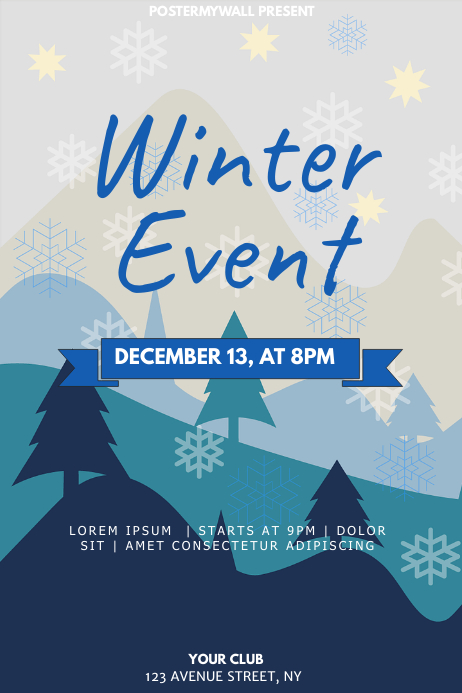 POSTERMYWALL PRESENT
Winter
Event
DECEMBER 13, AT 8PM
LOREM IPSUM | STARTS AT 9PM | DOLOR
SIT | AMET CONSECTETUR ADIPISCING
YOUR CLUB
123 AVENUE STREET, NY